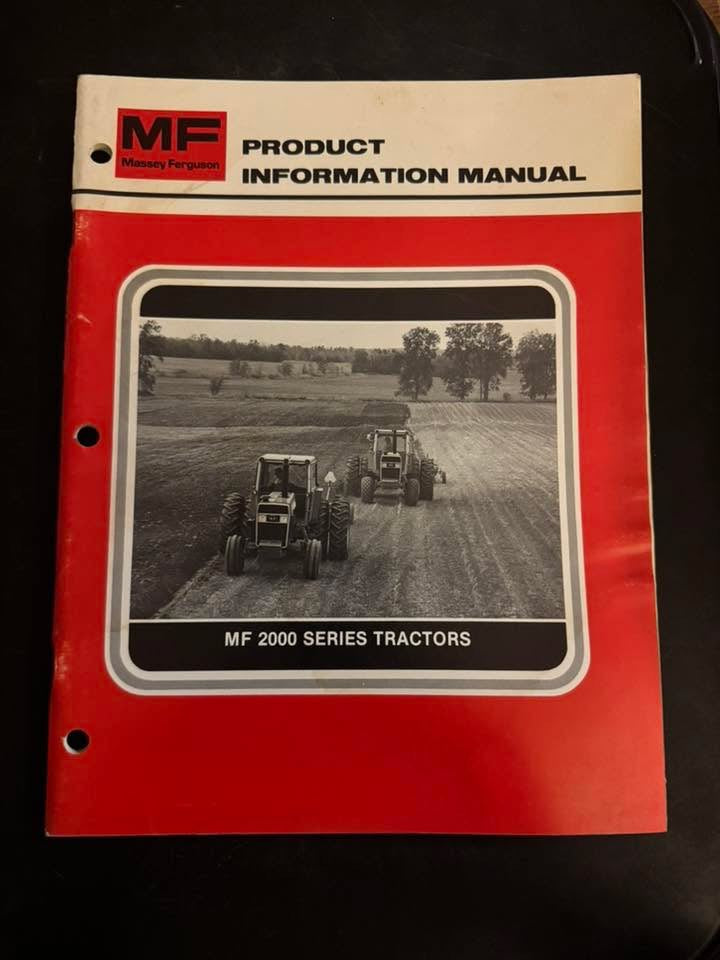 MF
Massey Ferguson
PRODUCT
INFORMATION MANUAL
MF 2000 SERIES TRACTORS